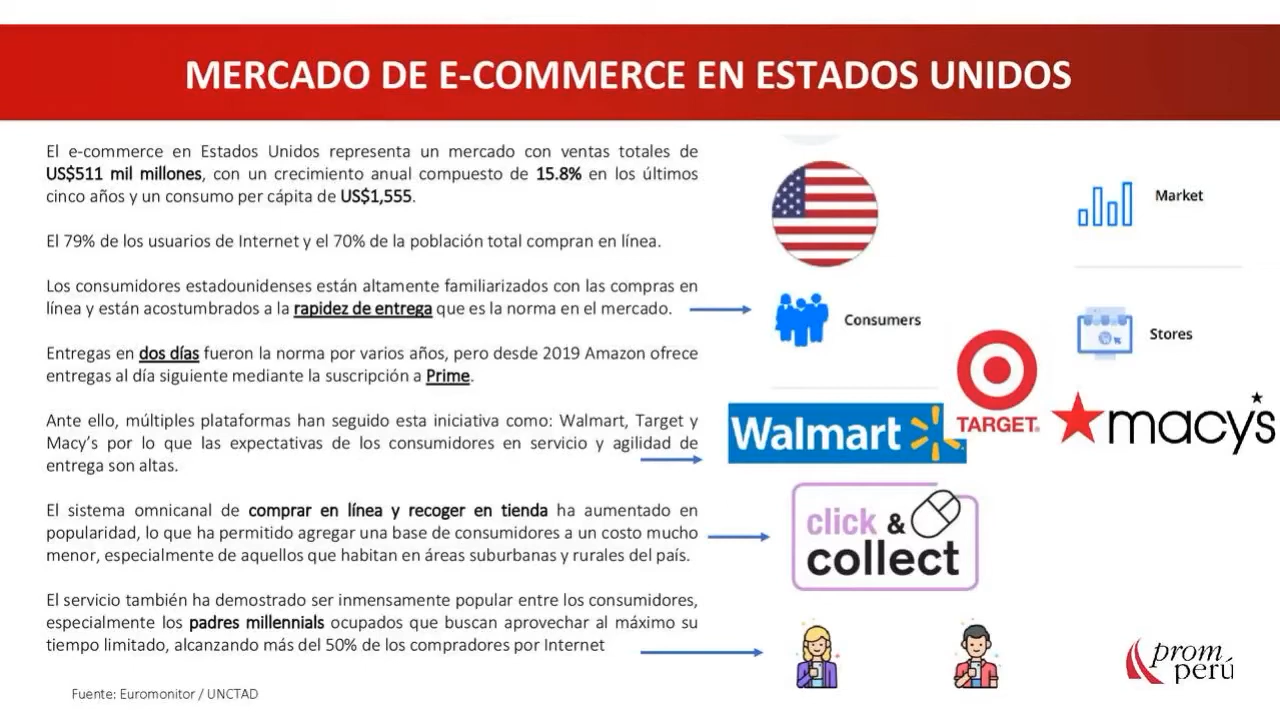 MERCADO DE E-COMMERCE EN ESTADOS UNIDOS
El e-commerce en Estados Unidos representa un mercado con ventas totales de
US$511 mil millones, con un crecimiento anual compuesto de 15.8% en los últimos
cinco años y un consumo per cápita de US$1,555.
El 79% de los usuarios de Internet y el 70% de la población total compran en línea.
Los consumidores estadounidenses están altamente familiarizados con las compras en
línea y están acostumbrados a la rapidez de entrega que es la norma en el mercado.
Entregas en dos días fueron la norma por varios años, pero desde 2019 Amazon ofrece
entregas al día siguiente mediante la suscripción a Prime.
Ante ello, múltiples plataformas han seguido esta iniciativa como: Walmart, Target y
Macy's por lo que las expectativas de los consumidores en servicio y agilidad de
entrega son altas.
El sistema omnicanal de comprar en línea y recoger en tienda ha aumentado en
popularidad, lo que ha permitido agregar una base de consumidores a un costo mucho
menor, especialmente de aquellos que habitan en áreas suburbanas y rurales del país.
El servicio también ha demostrado ser inmensamente popular entre los consumidores,
especialmente los padres millennials ocupados que buscan aprovechar al máximo su
tiempo limitado, alcanzando más del 50% de los compradores por Internet
Fuente: Euromonitor / UNCTAD
Market
Consumers
Stores
Walmart
TARGET
macy's
click &
collect
prom
perú